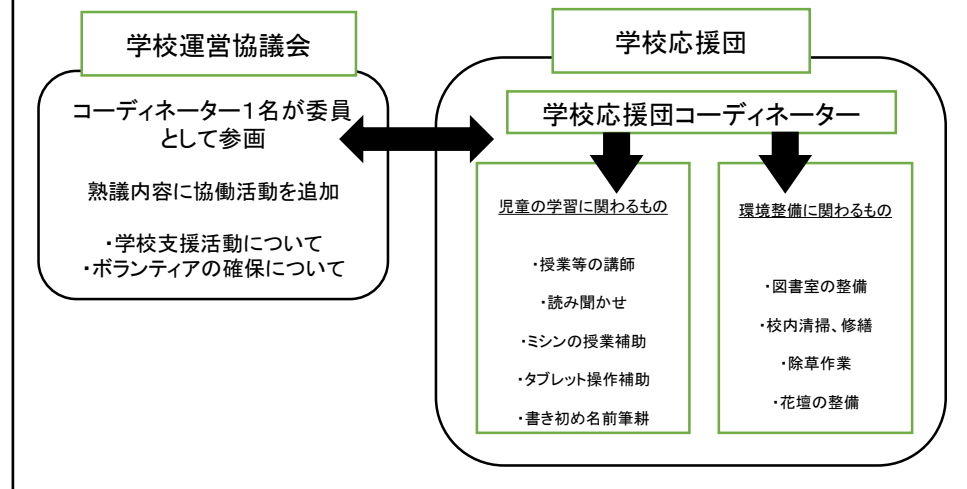 学校運営協議会
コーディネーター1名が委員
として参画
熟議内容に協働活動を追加
・学校支援活動について
・ボランティアの確保について
学校応援団
学校応援団コーディネーター
児童の学習に関わるもの
・授業等の講師
・読み聞かせ
・ミシンの授業補助
・タブレット操作補助
・書き初め名前筆耕
環境整備に関わるもの
・図書室の整備
・校内清掃、修繕
・除草作業
・花壇の整備